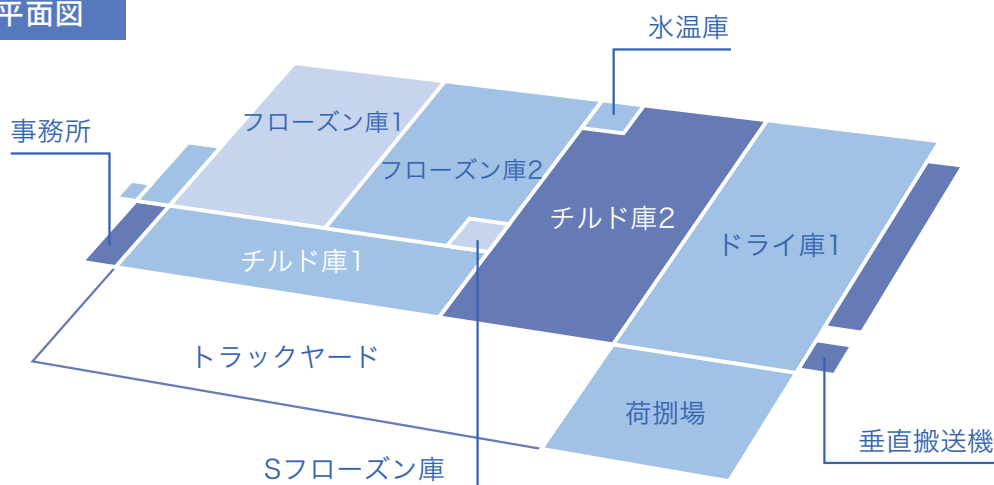 平面図
氷温庫
事務所
フローズン庫1
フローズン庫2
チルド庫2
ドライ庫1
チルド庫1
トラックヤード
荷捌場
垂直搬送機
Sフローズン庫